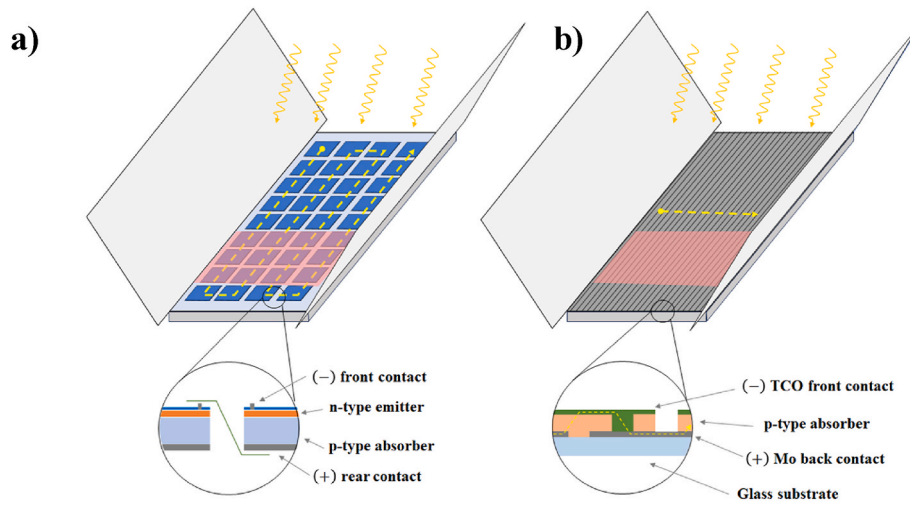 a)
b)
(−) front contact
n-type emitter
p-type absorber
(+) rear contact
(−) TCO front contact
p-type absorber
(+) Mo back contact
Glass substrate